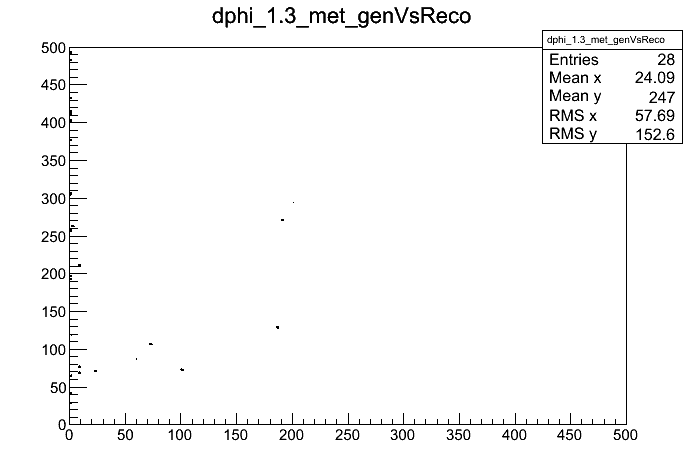 dphi_1.3_met_genVsReco
dphi_1.3_met_genVsReco
Entries 28
Mean x 24.09
Mean y 247
RMS x 57.69
RMS y 152.6
500
450
400
350
300
250
200
150
100
50
0
0 50 100 150 200 250 300 350 400 450 500